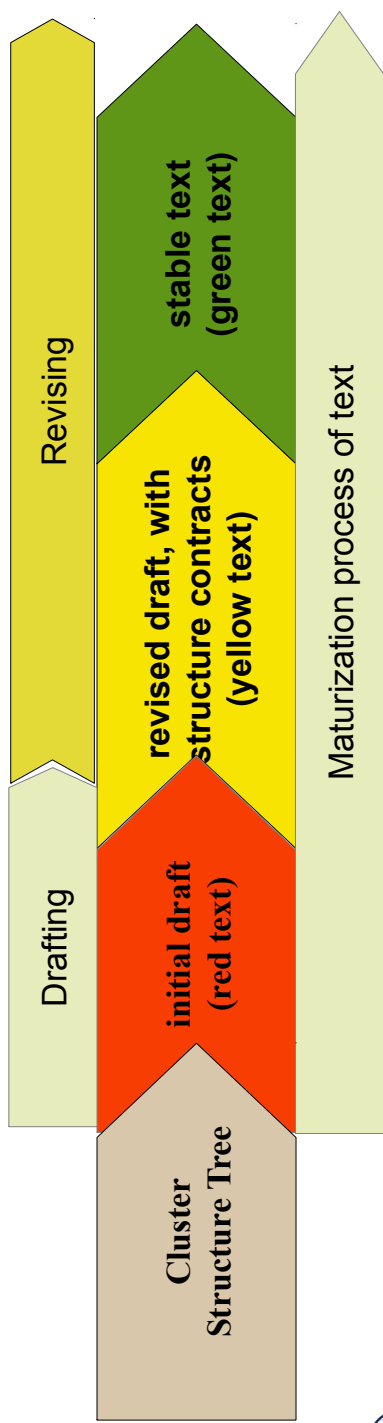 Drafting
Revising
Cluster
Structure Tree
initial draft
(red text)
revised draft, with
structure contracts
(yellow text)
stable text
(green text)
Maturization process of text